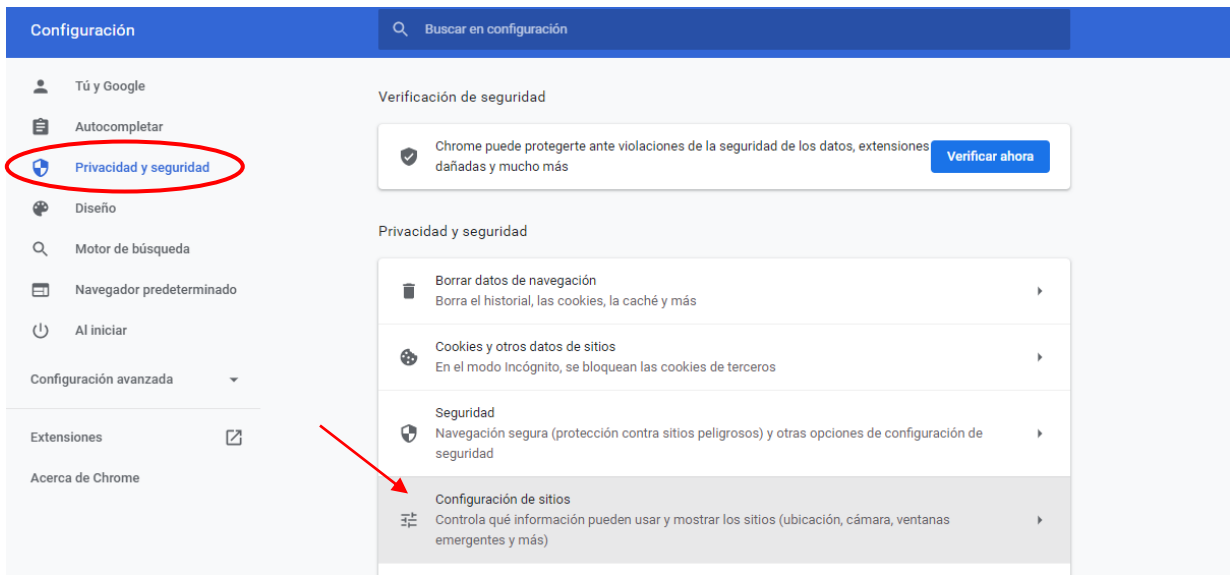 Configuración
Buscar en configuración
Tú y Google
Autocompletar
Privacidad y seguridad
Diseño
Motor de búsqueda
Navegador predeterminado
Al iniciar
Configuración avanzada
Extensiones
Acerca de Chrome
Verificación de seguridad
Chrome puede protegerte ante violaciones de la seguridad de los datos, extensiones
dañadas y mucho más
Verificar ahora
Privacidad y seguridad
Borrar datos de navegación
Borra el historial, las cookies, la caché y más
Cookies y otros datos de sitios
En el modo Incógnito, se bloquean las cookies de terceros
Seguridad
Navegación segura (protección contra sitios peligrosos) y otras opciones de configuración de
seguridad
Configuración de sitios
Controla qué información pueden usar y mostrar los sitios (ubicación, cámara, ventanas
emergentes y más)